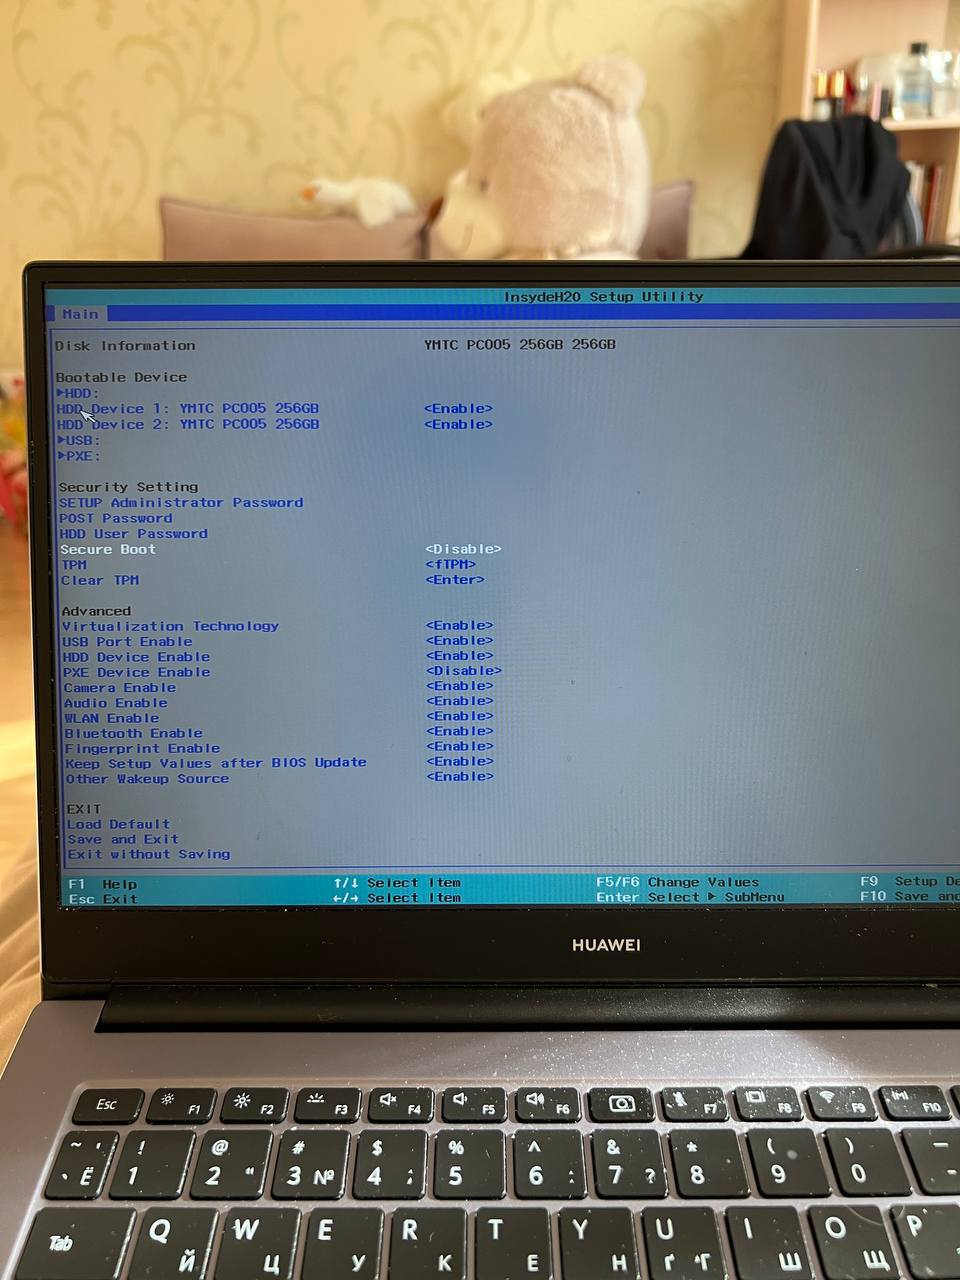 InsydeH2O Setup Utility
Main
Disk Information YMTC PC005 256GB 256GB
Bootable Device
▶HDD:
HDD Device 1: YMTC PC005 256GB <Enable>
HDD Device 2: YMTC PC005 256GB <Enable>
▶USB:
▶PXE:
Security Setting
SETUP Administrator Password
POST Password
HDD User Password
Secure Boot <Disable>
TPM <fTPM>
Clear TPM <Enter>
Advanced
Virtualization Technology <Enable>
USB Port Enable <Enable>
HDD Device Enable <Enable>
PXE Device Enable <Disable>
Camera Enable <Enable>
Audio Enable <Enable>
WLAN Enable <Enable>
Bluetooth Enable <Enable>
Fingerprint Enable <Enable>
Keep Setup Values after BIOS Update <Enable>
Other Wakeup Source <Enable>
EXIT
Load Default
Save and Exit
Exit without Saving
F1 Help ↑/↓ Select Item F5/F6 Change Values F9 Setup De
Esc Exit ←/→ Select Item Enter Select ▶ SubMenu F10 Save and
HUAWEI
Esc F1 F2 F3 F4 F5 F6 F7 F8 F9 F10
~ ' ! @ # $ % ^ & * ( ) _
Ё 1 2 " 3 № 4 ; 5 6 : 7 ? 8 9 0 -
Tab Q W E R T Y U I O P
Й Ц У К Е Н Г Ґ Ш Щ